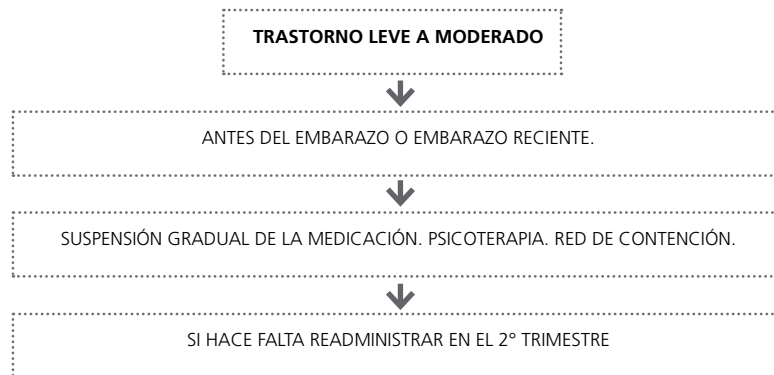 TRASTORNO LEVE A MODERADO
ANTES DEL EMBARAZO O EMBARAZO RECIENTE.
SUSPENSIÓN GRADUAL DE LA MEDICACIÓN. PSICOTERAPIA. RED DE CONTENCIÓN.
SI HACE FALTA READMINISTRAR EN EL 2º TRIMESTRE